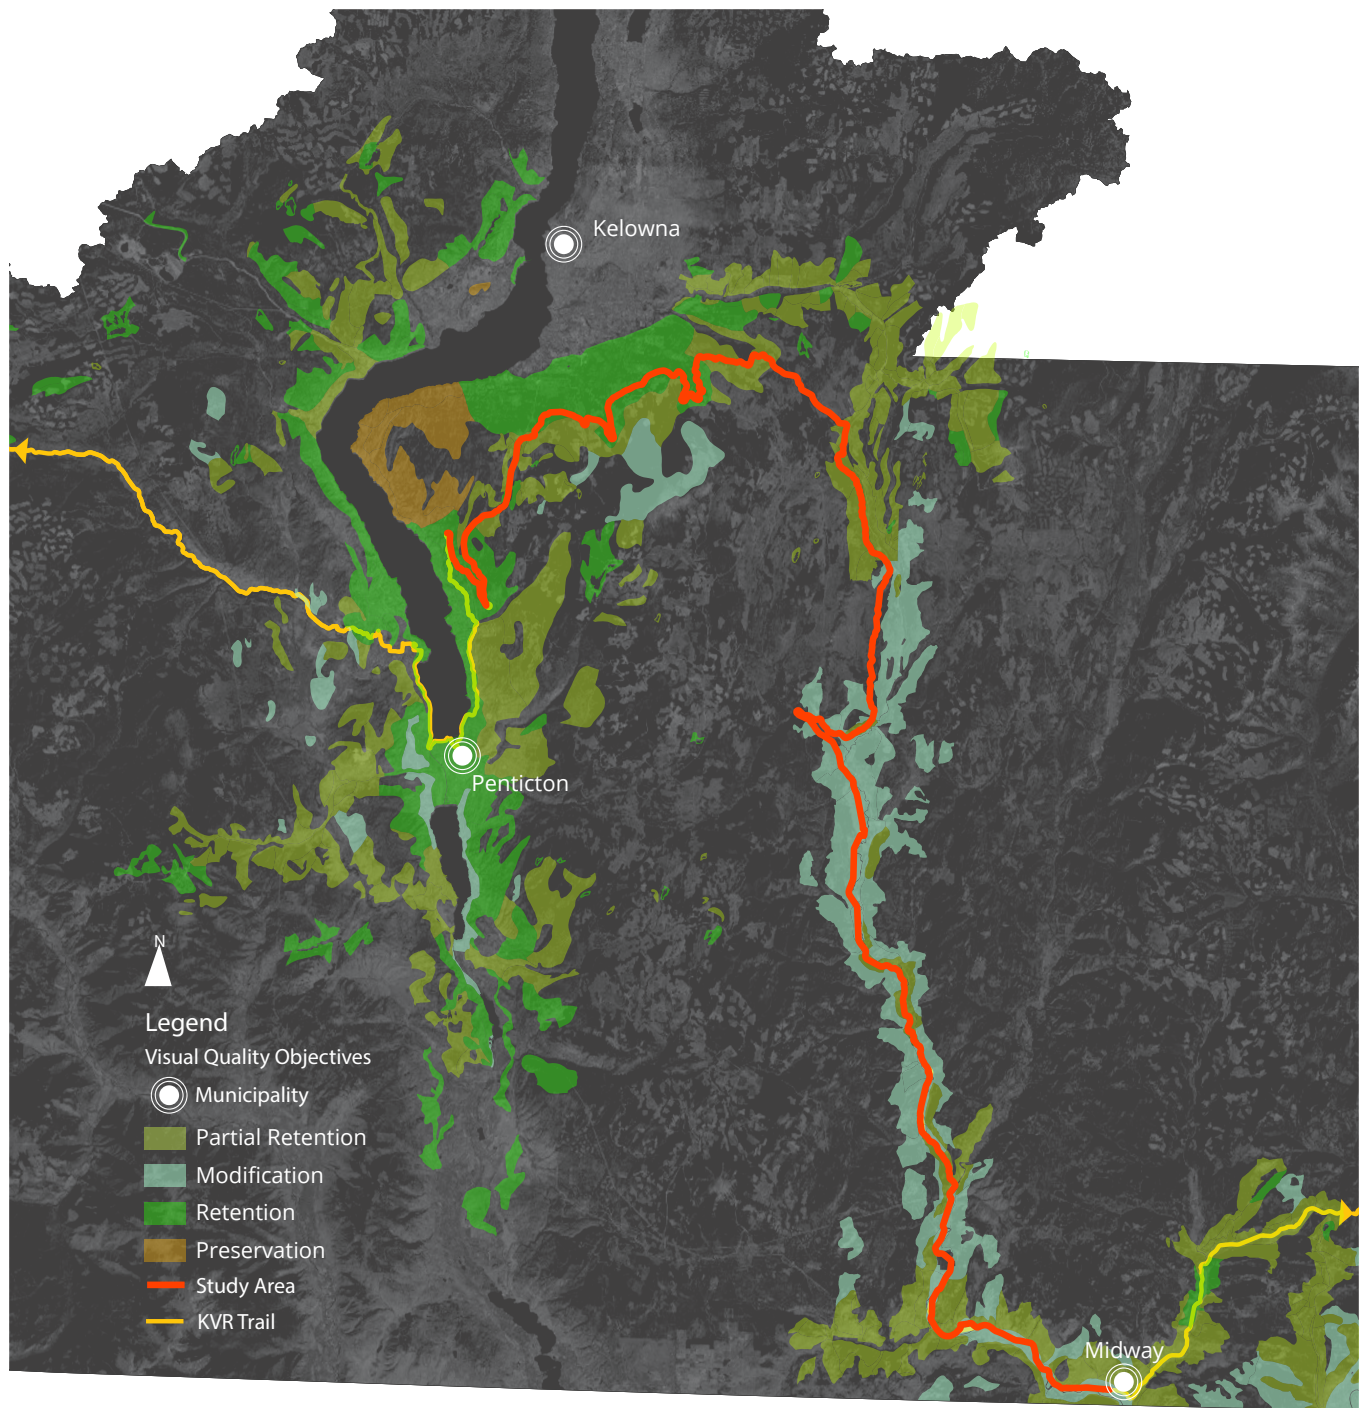 Kelowna
Penticton
N
Legend
Visual Quality Objectives
Municipality
Partial Retention
Modification
Retention
Preservation
Study Area
KVR Trail
Midway